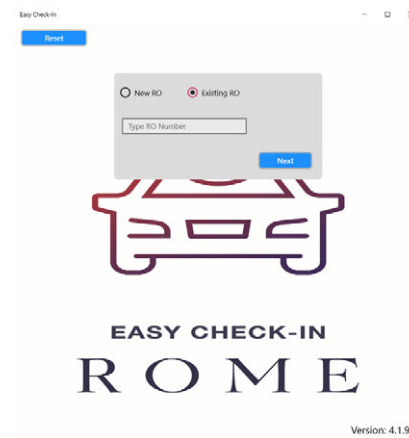 Easy Check-In
Reset
New RO Existing RO
Type RO Number
Next
EASY CHECK-IN
ROME
Version: 4.1.9